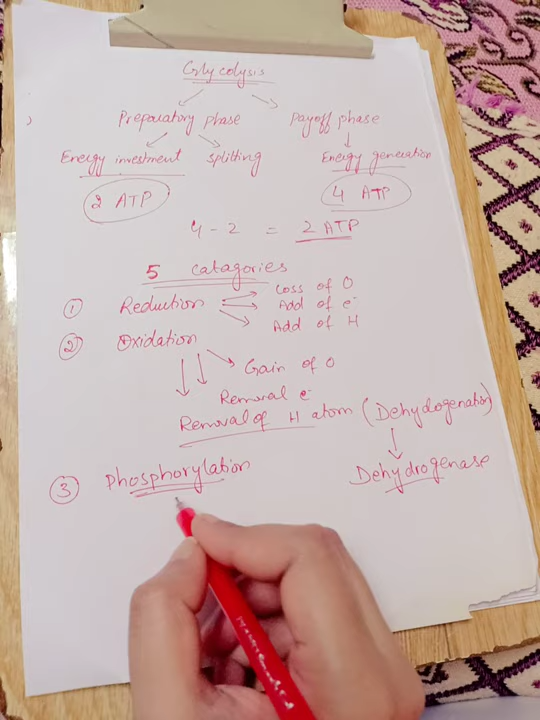 Glycolysis
Preparatory phase Payoff phase
Energy investment splitting Energy generation
2 ATP 4 ATP
4 - 2 = 2 ATP
5 catagories
① Reduction Loss of O
Add of e⁻
Add of H
② Oxidation
Gain of O
Removal e⁻
Removal of H atom (Dehydogenation)
③ Phosphorylation Dehydrogenase